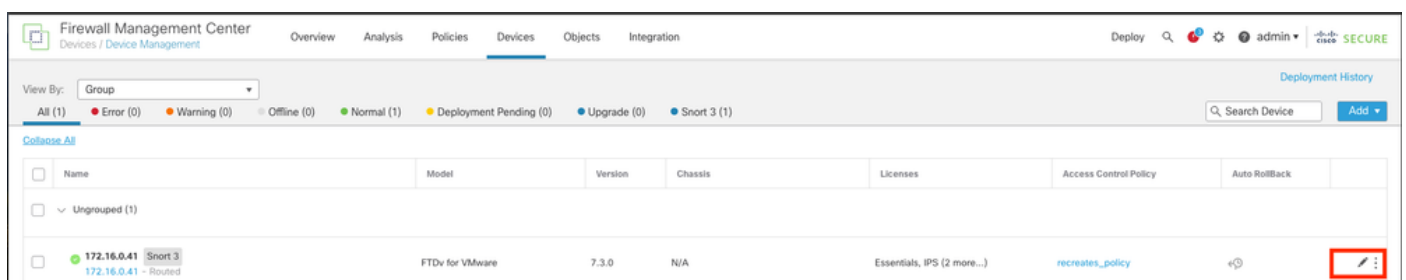 Firewall Management Center
Devices / Device Management
Overview Analysis Policies Devices Objects Integration
Deploy 3 admin cisco SECURE
Deployment History
View By: Group
All (1) Error (0) Warning (0) Offline (0) Normal (1) Deployment Pending (0) Upgrade (0) Snort 3 (1)
Search Device Add
Collapse All
Name Model Version Chassis Licenses Access Control Policy Auto RollBack
Ungrouped (1)
172.16.0.41 Snort 3
172.16.0.41 - Routed
FTDv for VMware 7.3.0 N/A Essentials, IPS (2 more...) recreates_policy